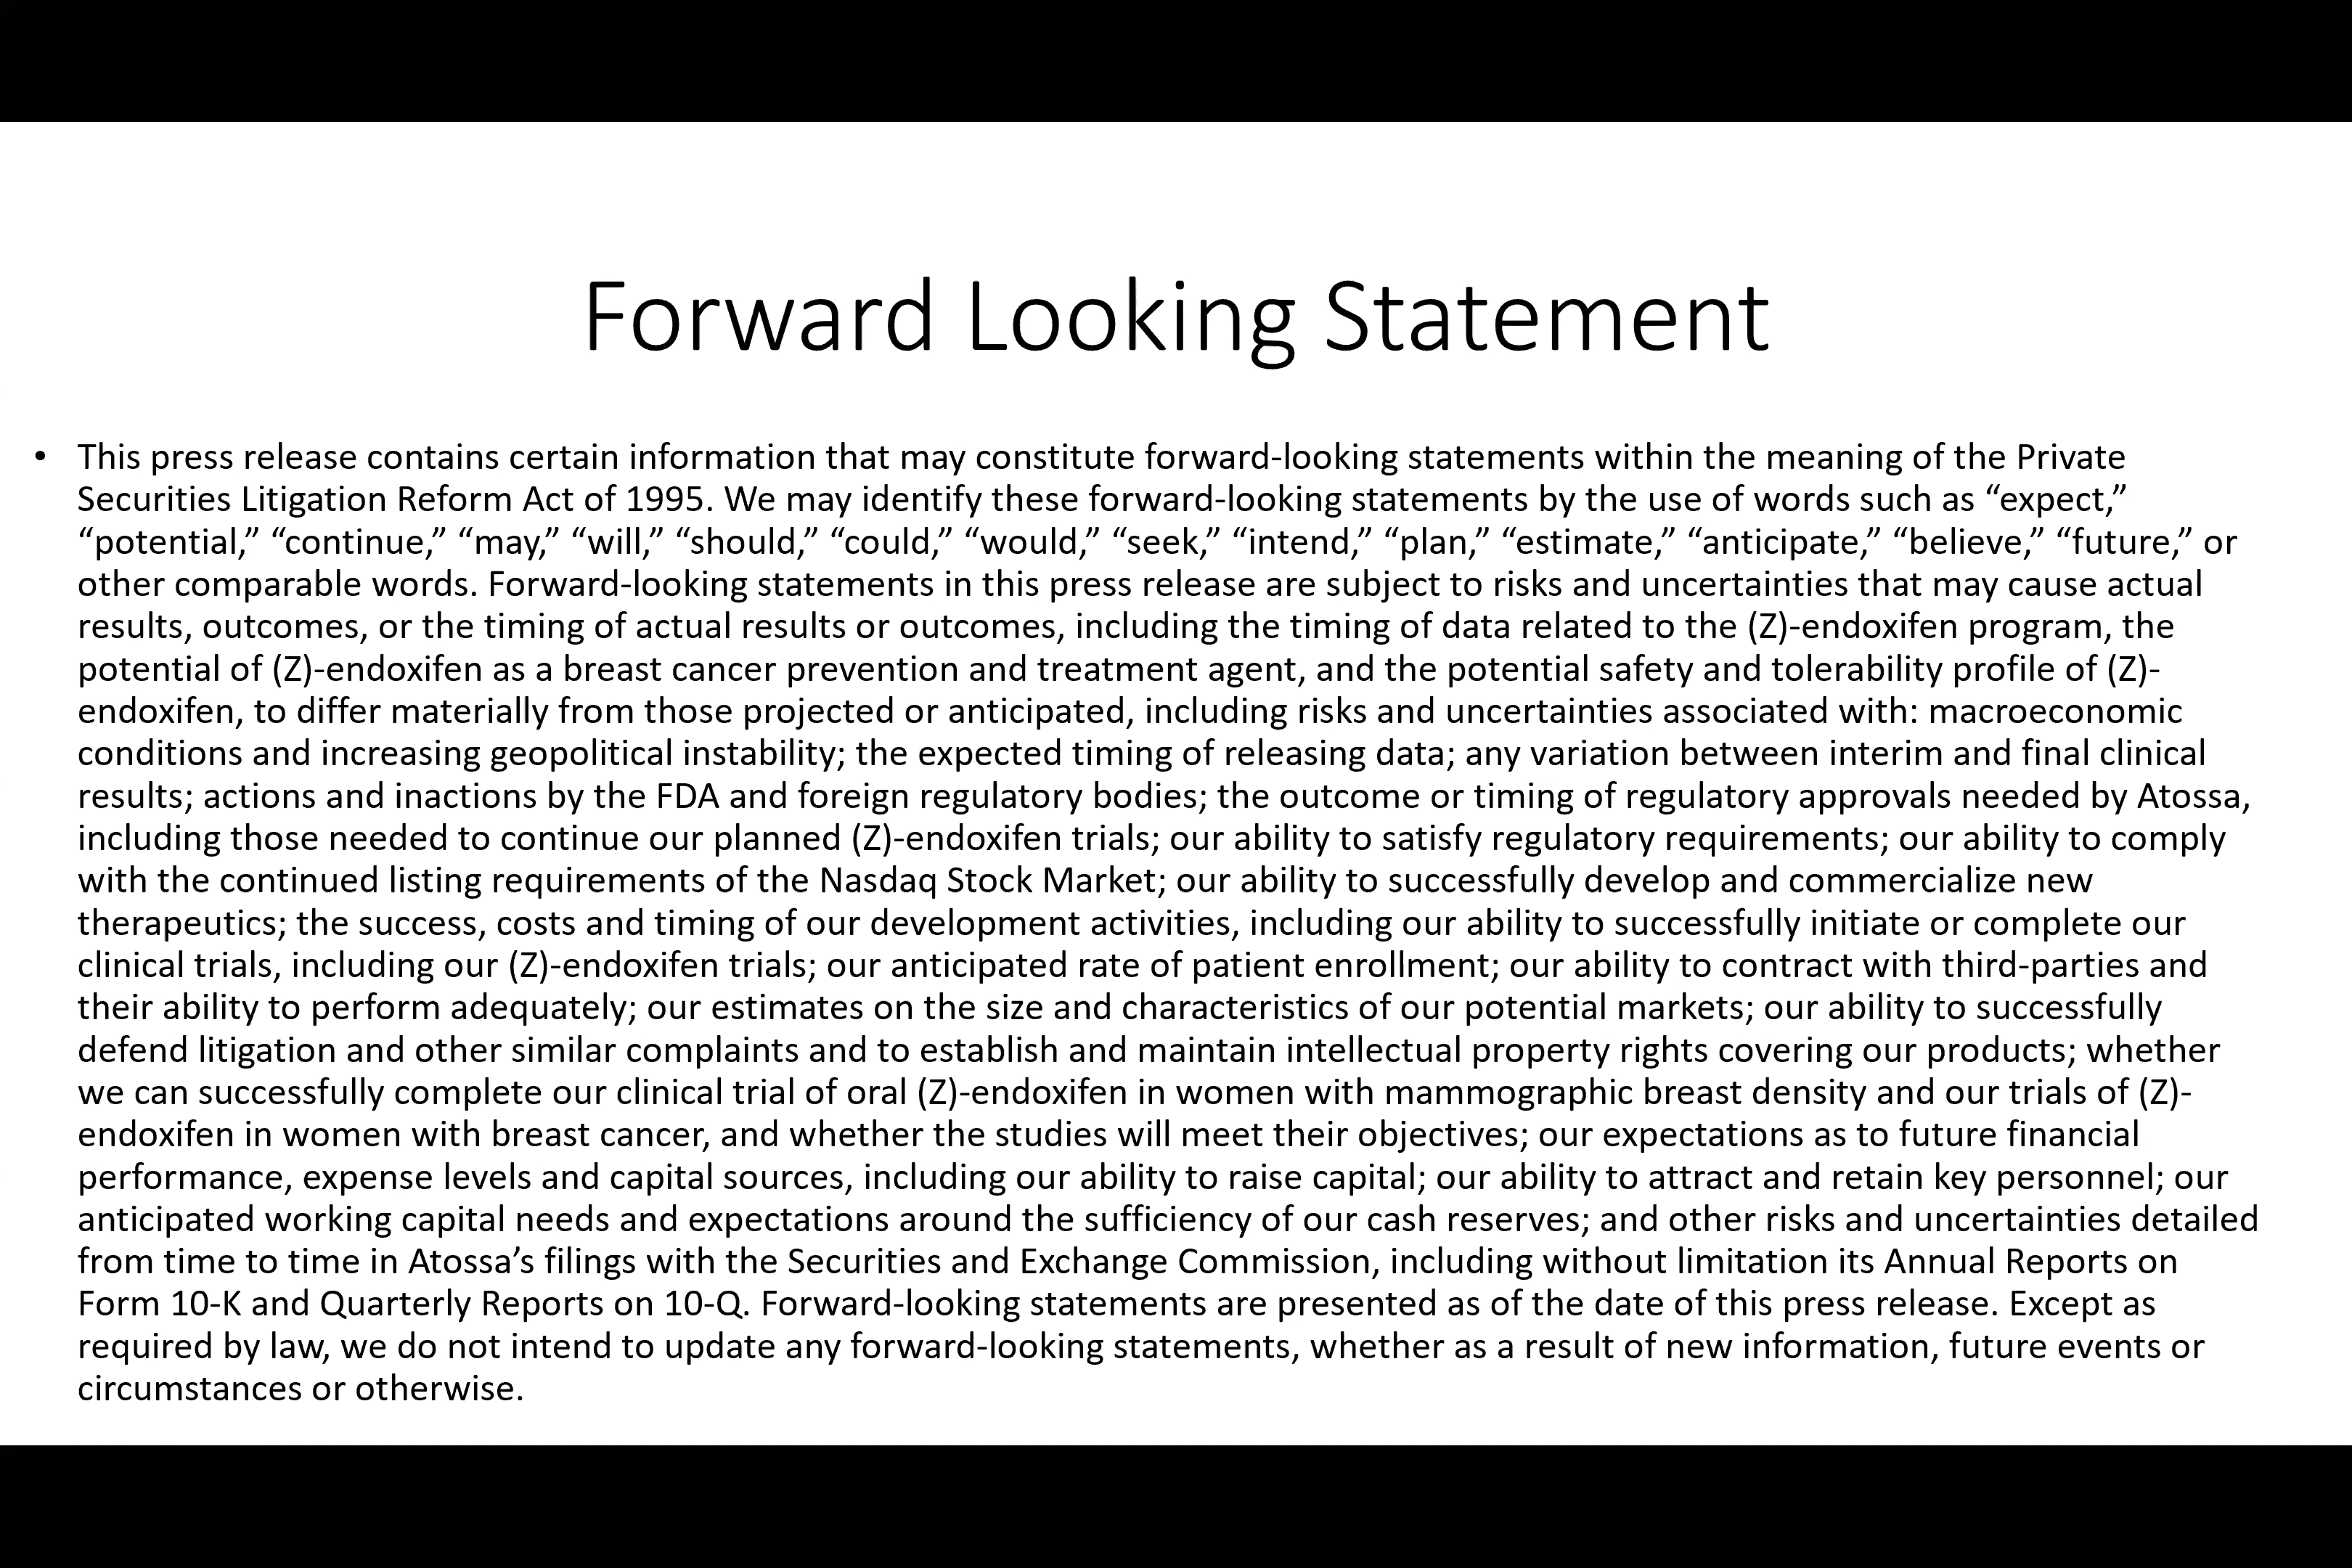 Forward Looking Statement
• This press release contains certain information that may constitute forward-looking statements within the meaning of the Private
Securities Litigation Reform Act of 1995. We may identify these forward-looking statements by the use of words such as “expect,”
“potential,” “continue,” “may,” “will,” “should,” “could,” “would,” “seek,” “intend,” “plan,” “estimate,” “anticipate,” “believe,” “future,” or
other comparable words. Forward-looking statements in this press release are subject to risks and uncertainties that may cause actual
results, outcomes, or the timing of actual results or outcomes, including the timing of data related to the (Z)-endoxifen program, the
potential of (Z)-endoxifen as a breast cancer prevention and treatment agent, and the potential safety and tolerability profile of (Z)-
endoxifen, to differ materially from those projected or anticipated, including risks and uncertainties associated with: macroeconomic
conditions and increasing geopolitical instability; the expected timing of releasing data; any variation between interim and final clinical
results; actions and inactions by the FDA and foreign regulatory bodies; the outcome or timing of regulatory approvals needed by Atossa,
including those needed to continue our planned (Z)-endoxifen trials; our ability to satisfy regulatory requirements; our ability to comply
with the continued listing requirements of the Nasdaq Stock Market; our ability to successfully develop and commercialize new
therapeutics; the success, costs and timing of our development activities, including our ability to successfully initiate or complete our
clinical trials, including our (Z)-endoxifen trials; our anticipated rate of patient enrollment; our ability to contract with third-parties and
their ability to perform adequately; our estimates on the size and characteristics of our potential markets; our ability to successfully
defend litigation and other similar complaints and to establish and maintain intellectual property rights covering our products; whether
we can successfully complete our clinical trial of oral (Z)-endoxifen in women with mammographic breast density and our trials of (Z)-
endoxifen in women with breast cancer, and whether the studies will meet their objectives; our expectations as to future financial
performance, expense levels and capital sources, including our ability to raise capital; our ability to attract and retain key personnel; our
anticipated working capital needs and expectations around the sufficiency of our cash reserves; and other risks and uncertainties detailed
from time to time in Atossa’s filings with the Securities and Exchange Commission, including without limitation its Annual Reports on
Form 10-K and Quarterly Reports on 10-Q. Forward-looking statements are presented as of the date of this press release. Except as
required by law, we do not intend to update any forward-looking statements, whether as a result of new information, future events or
circumstances or otherwise.